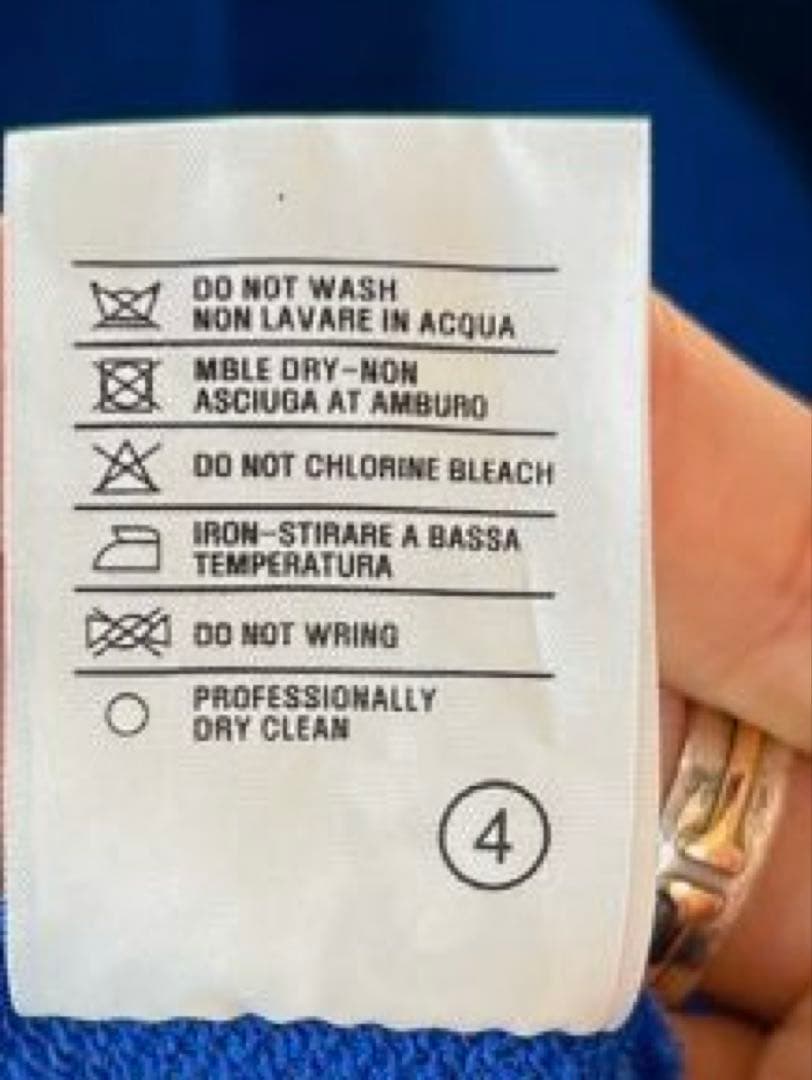 DO NOT WASH
NON LAVARE IN ACQUA
MBLE DRY-NON
ASCIUGA AT AMBURO
DO NOT CHLORINE BLEACH
IRON-STIRARE A BASSA
TEMPERATURA
DO NOT WRING
PROFESSIONALLY
DRY CLEAN
4